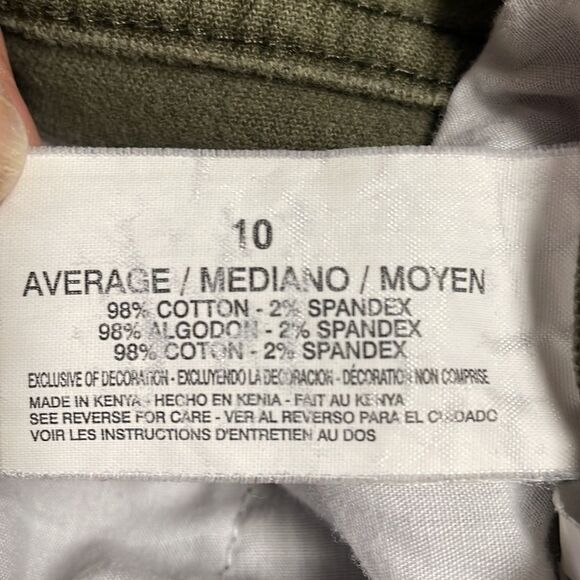 10
AVERAGE / MEDIANO / MOYEN
98% COTTON - 2% SPANDEX
98% ALGODON - 2% SPANDEX
98% COTON - 2% SPANDEX
EXCLUSIVE OF DECORATION - EXCLUYENDO LA DECORACION - DÉCORATION NON COMPRISE
MADE IN KENYA - HECHO EN KENIA - FAIT AU KENYA
SEE REVERSE FOR CARE - VER AL REVERSO PARA EL CUIDADO
VOIR LES INSTRUCTIONS D'ENTRETIEN AU DOS